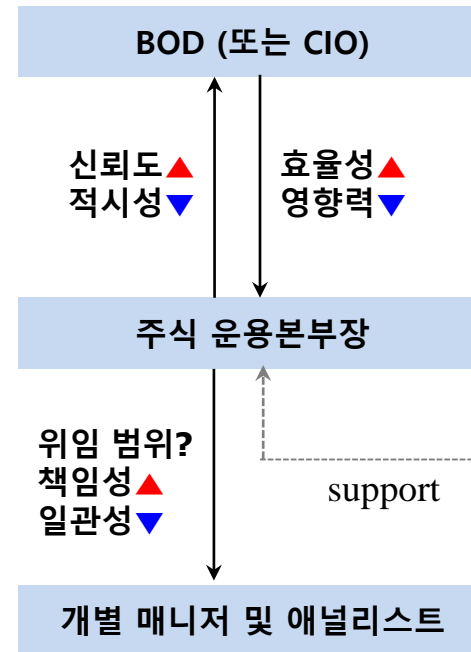 BOD (또는 CIO)
신뢰도▲
적시성▼
효율성▲
영향력▼
주식 운용본부장
위임 범위?
책임성▲
일관성▼
support
개별 매니저 및 애널리스트